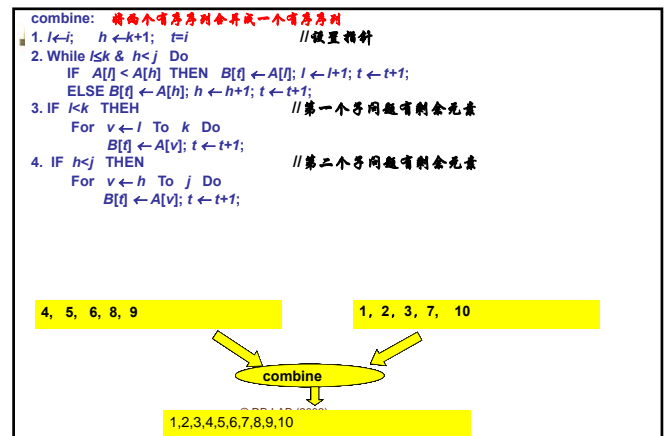 combine: 将两个有序序列合并成一个有序序列
1. l←i; h ←k+1; t=i //设置指针
2. While l≤k & h< j Do
IF A[l] < A[h] THEN B[t] ← A[l]; l ← l+1; t ← t+1;
ELSE B[t] ← A[h]; h ← h+1; t ← t+1;
3. IF l<k THEH //第一个子问题有剩余元素
For v ← l To k Do
B[t] ← A[v]; t ← t+1;
4. IF h<j THEN //第二个子问题有剩余元素
For v ← h To j Do
B[t] ← A[v]; t ← t+1;
4, 5, 6, 8, 9
1, 2, 3, 7, 10
combine
1,2,3,4,5,6,7,8,9,10